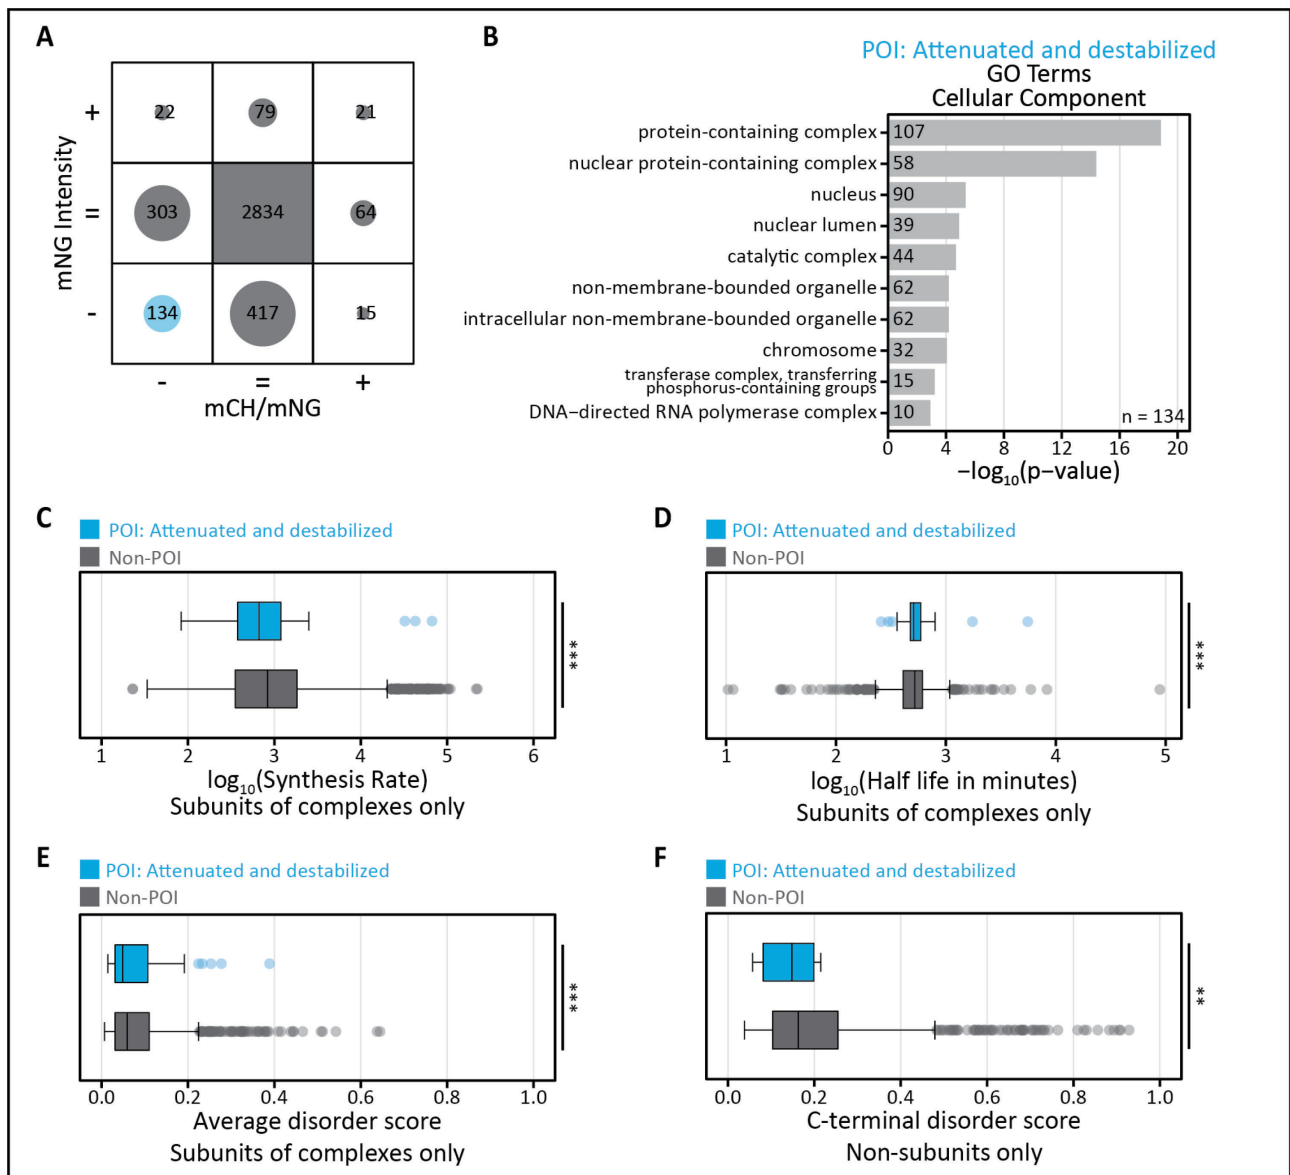 A
mNG Intensity
+
=
-
22
79
21
303
2834
64
134
417
15
-
=
+
mCH/mNG
B
POI: Attenuated and destabilized
GO Terms
Cellular Component
protein-containing complex
107
nuclear protein-containing complex
58
nucleus
90
nuclear lumen
39
catalytic complex
44
non-membrane-bounded organelle
62
intracellular non-membrane-bounded organelle
62
chromosome
32
transferase complex, transferring
phosphorus-containing groups
15
DNA−directed RNA polymerase complex
10
n = 134
0 4 8 12 16 20
−log₁₀(p−value)
C
POI: Attenuated and destabilized
Non-POI
***
1 2 3 4 5 6
log₁₀(Synthesis Rate)
Subunits of complexes only
D
POI: Attenuated and destabilized
Non-POI
***
1 2 3 4 5
log₁₀(Half life in minutes)
Subunits of complexes only
E
POI: Attenuated and destabilized
Non-POI
***
0.0 0.2 0.4 0.6 0.8 1.0
Average disorder score
Subunits of complexes only
F
POI: Attenuated and destabilized
Non-POI
**
0.0 0.2 0.4 0.6 0.8 1.0
C-terminal disorder score
Non-subunits only